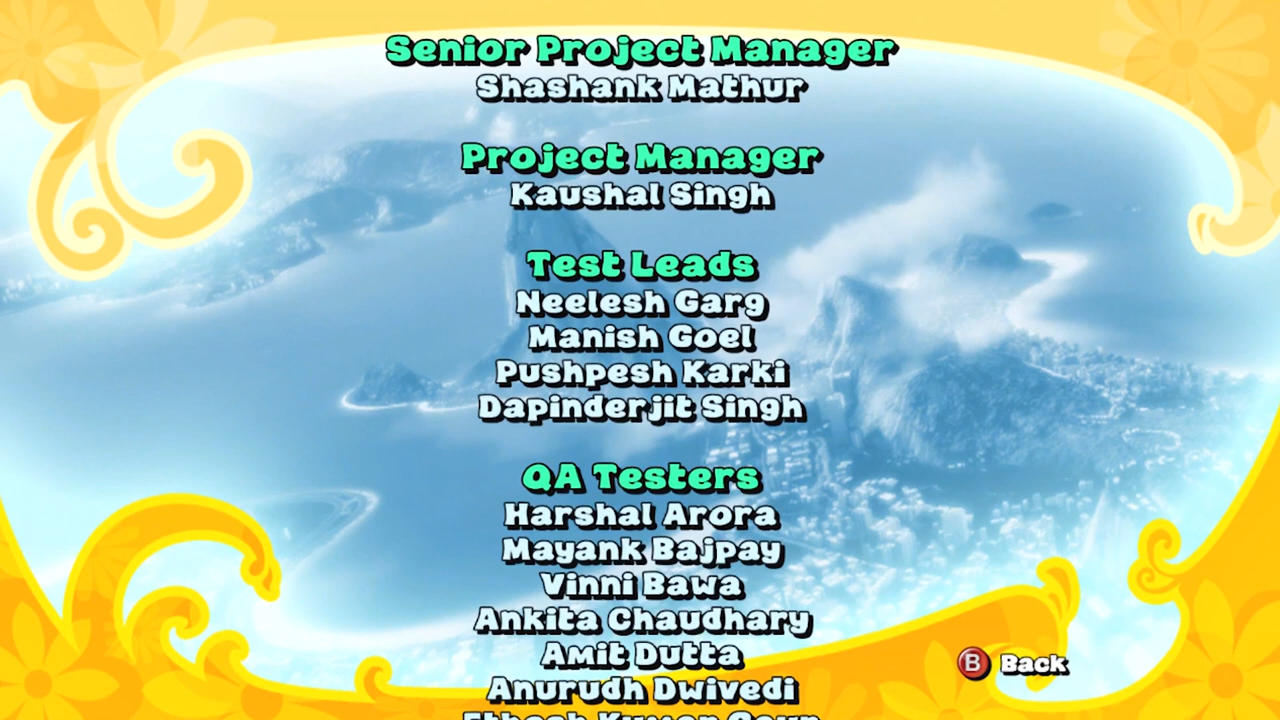 Senior Project Manager
Shashank Mathur
Project Manager
Kaushal Singh
Test Leads
Neelesh Garg
Manish Goel
Pushpesh Karki
Dapinderjit Singh
QA Testers
Harshal Arora
Mayank Bajpay
Vinni Bawa
Ankita Chaudhary
Amit Dutta
Anurudh Dwivedi
B Back